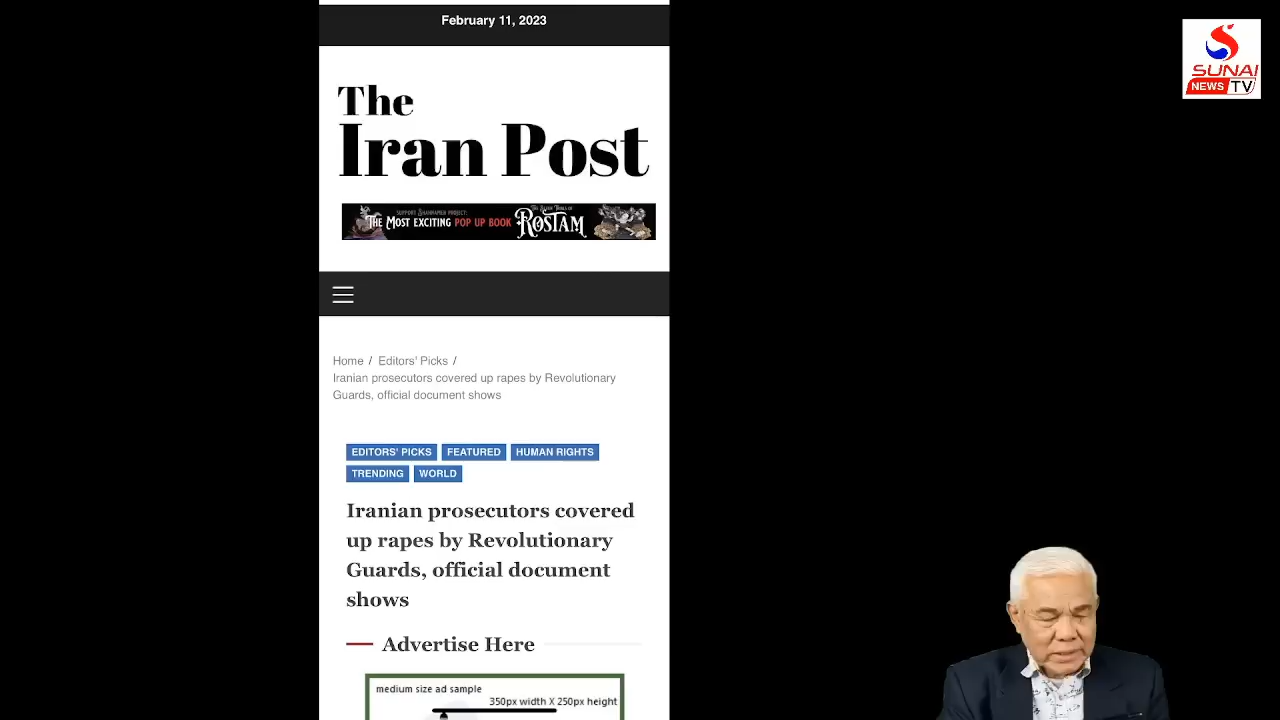 February 11, 2023
SUNAI
NEWS TV
The
Iran Post
SUPPORT SHAHNAMEH PROJECT:
THE MOST EXCITING POP UP BOOK
ROSTAM
Home / Editors' Picks /
Iranian prosecutors covered up rapes by Revolutionary
Guards, official document shows
EDITORS' PICKS FEATURED HUMAN RIGHTS
TRENDING WORLD
Iranian prosecutors covered
up rapes by Revolutionary
Guards, official document
shows
Advertise Here
medium size ad sample
350px width X 250px height